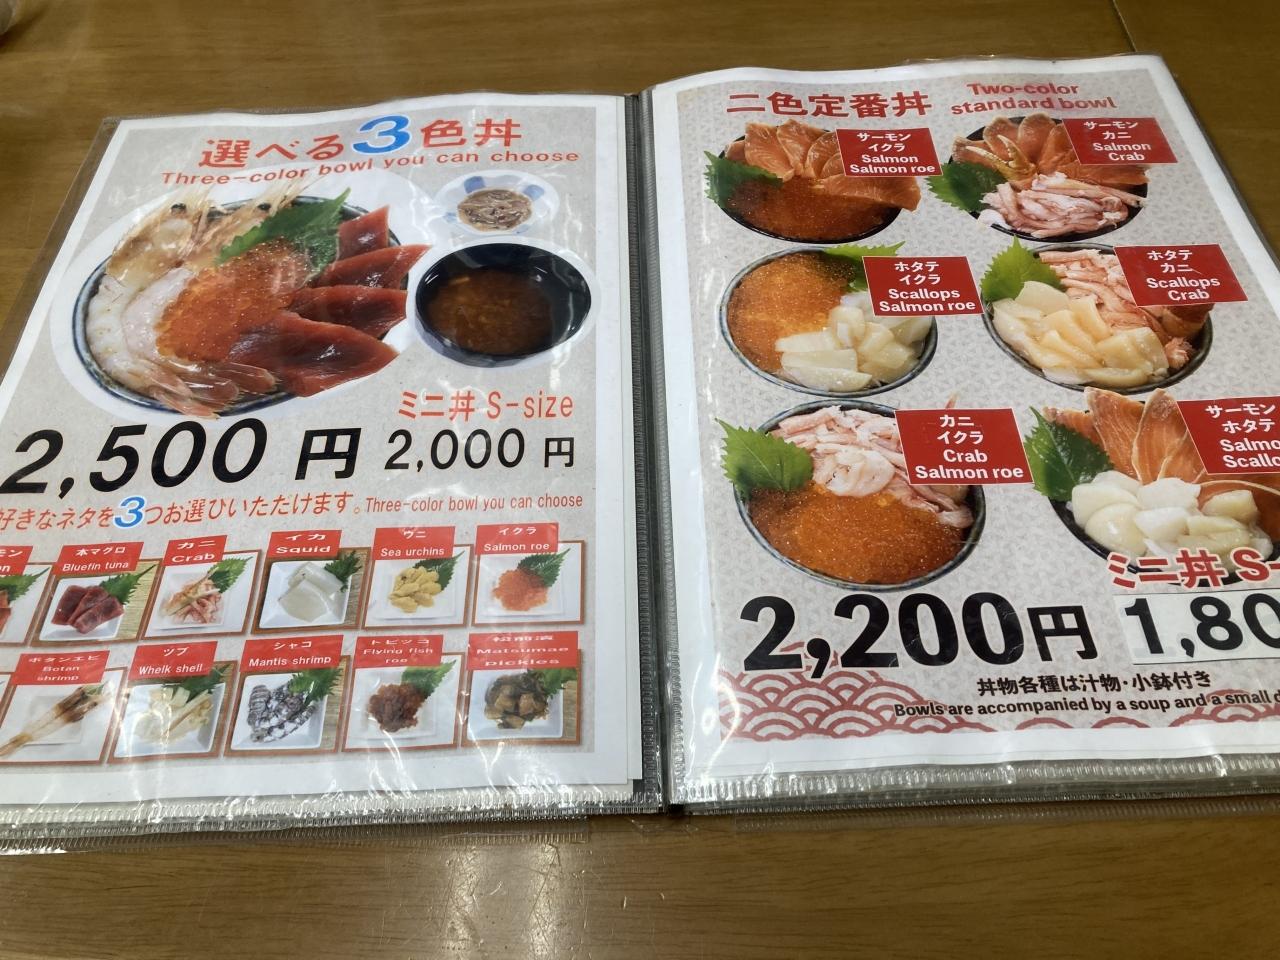 選べる3色丼
Three-color bowl you can choose
ミニ丼 S-size
2,500 円
2,000 円
好きなネタを3つお選びいただけます。
Three-color bowl you can choose
本マグロ
Bluefin tuna
カニ
Crab
イカ
Squid
ウニ
Sea urchins
イクラ
Salmon roe
ボタンエビ
Botan
shrimp
ツブ
Whelk shell
シャコ
Mantis shrimp
トビッコ
Flying fish
roe
松前漬
Matsumae
pickles
二色定番丼
Two-color
standard bowl
サーモン
イクラ
Salmon
Salmon roe
サーモン
カニ
Salmon
Crab
ホタテ
イクラ
Scallops
Salmon roe
ホタテ
カニ
Scallops
Crab
カニ
イクラ
Crab
Salmon roe
サーモン
ホタテ
Salmo
Scallo
ミニ丼 S-
2,200円
1,80
丼物各種は汁物・小鉢付き
Bowls are accompanied by a soup and a small